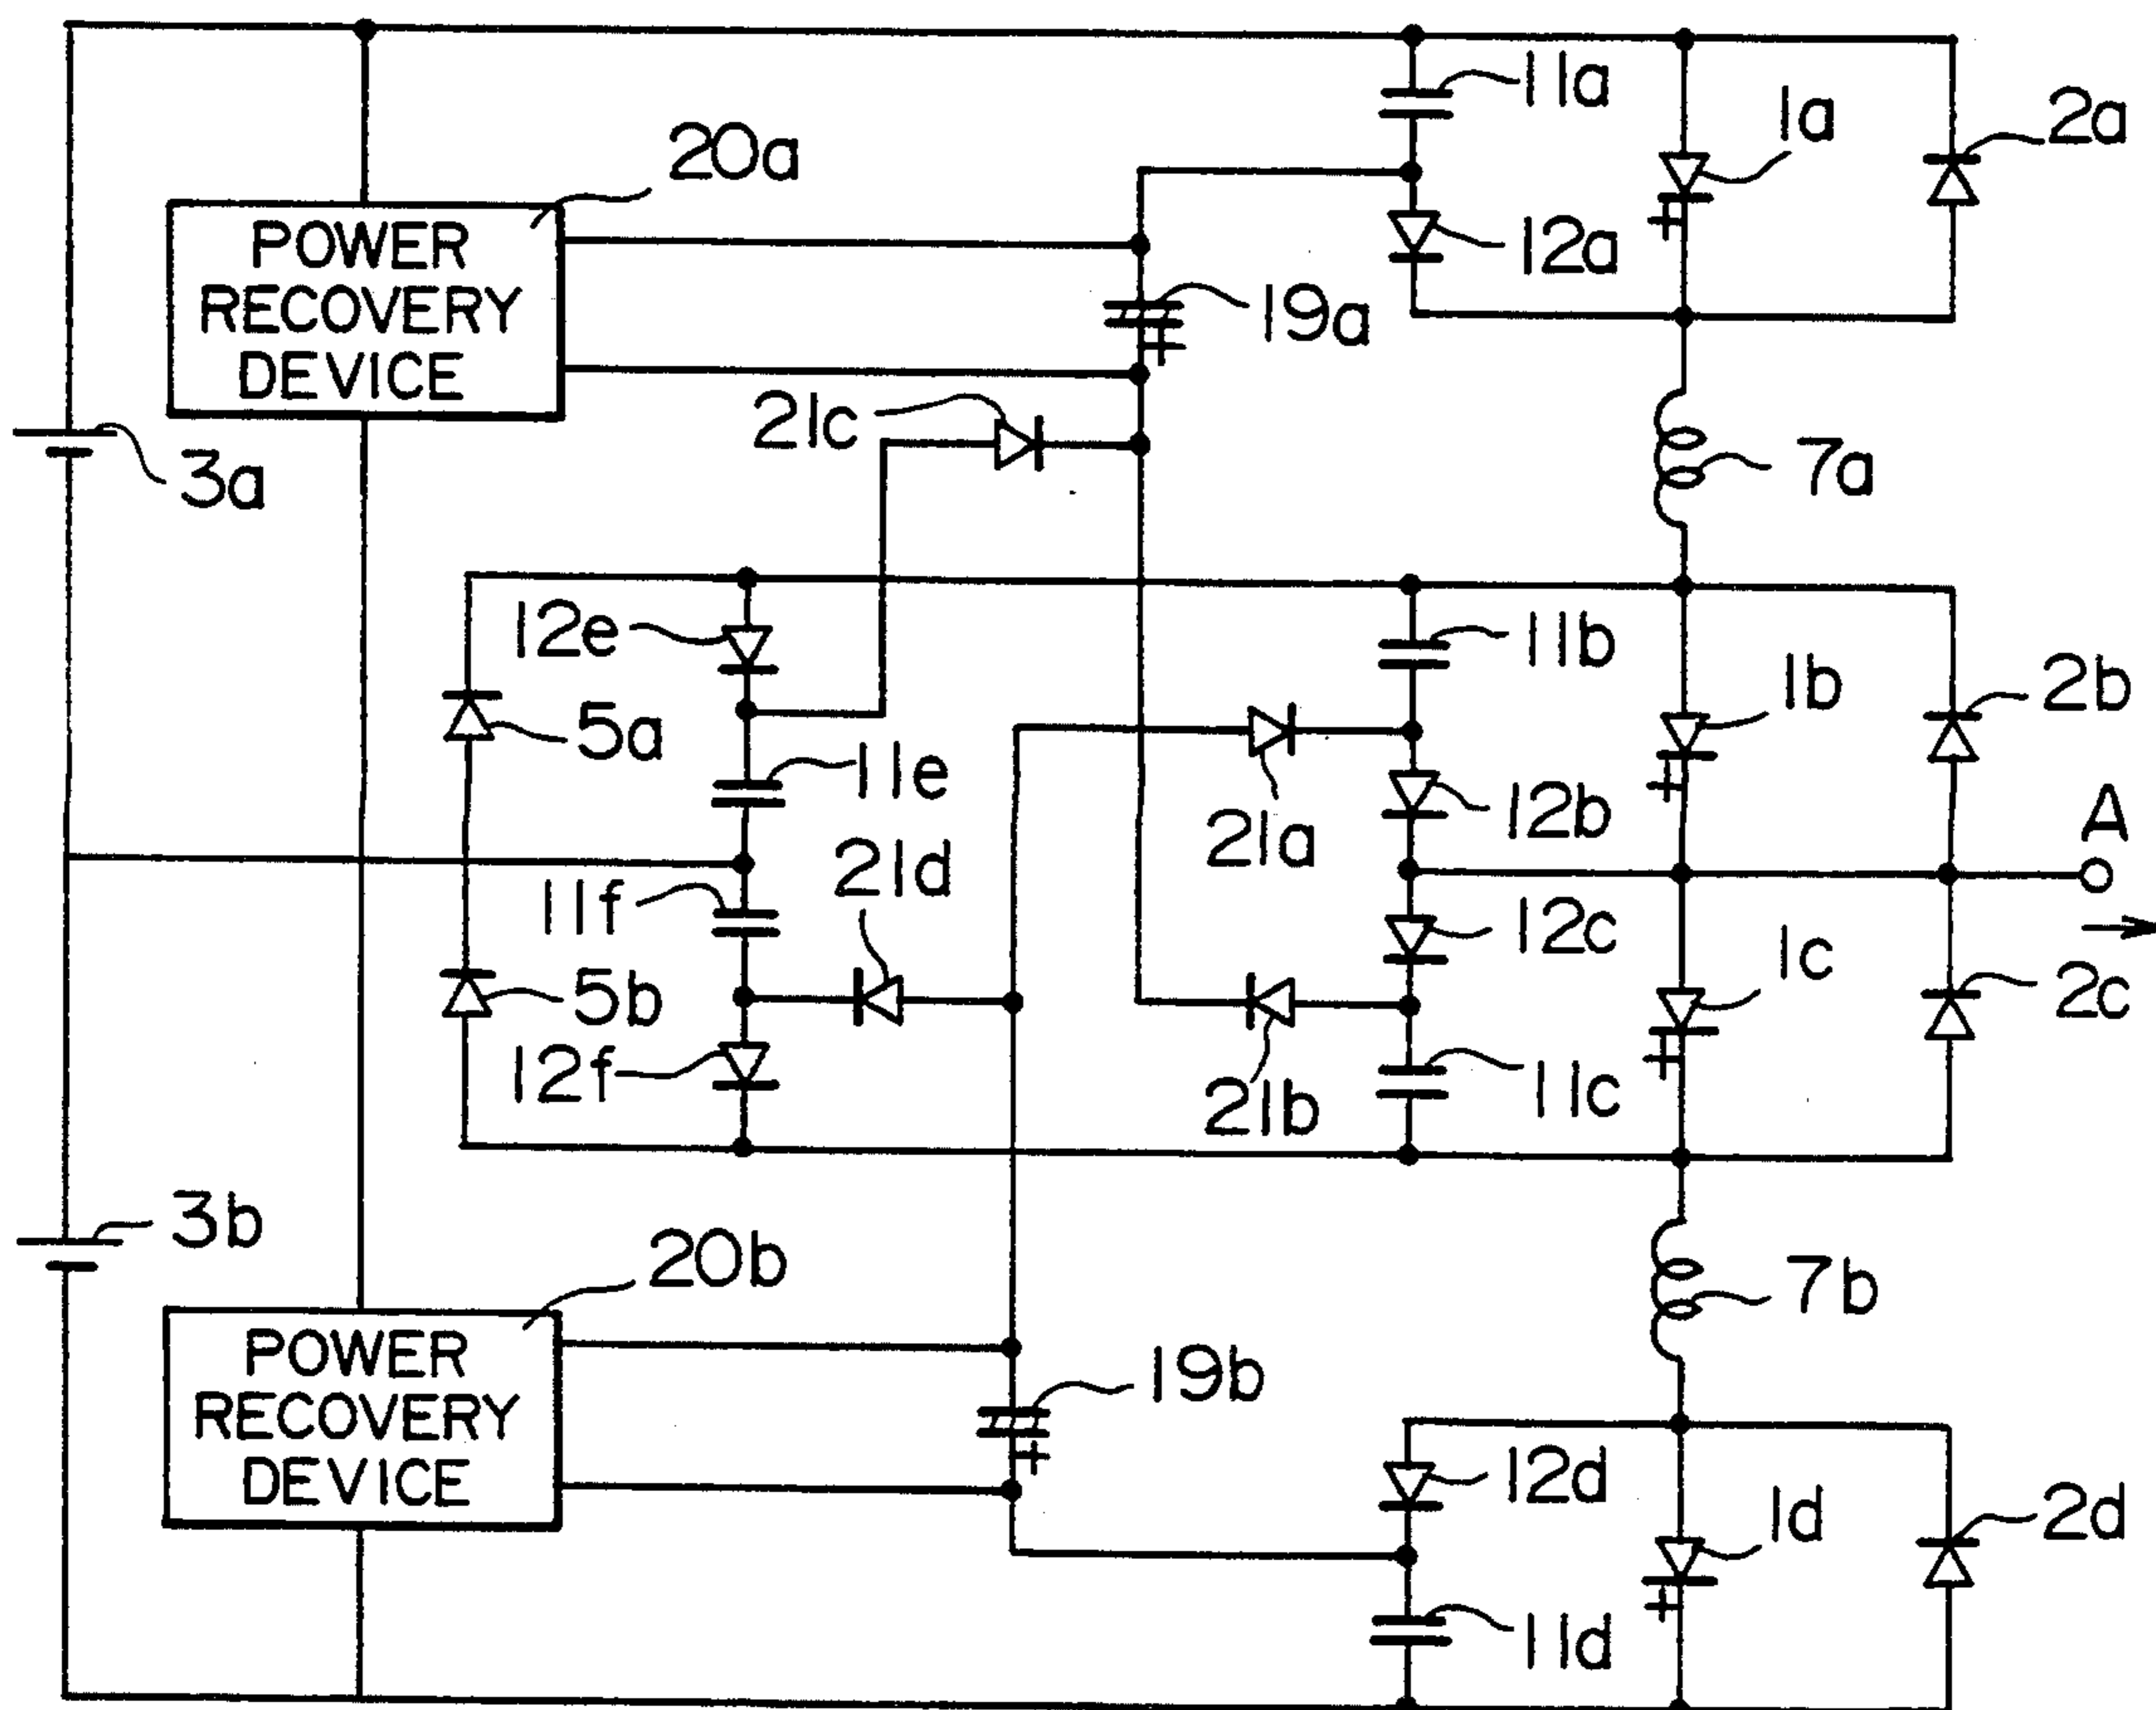 11a
1a
2a
20a
POWER
RECOVERY
DEVICE
12a
19a
21c
3a
7a
12e
11b
1b
2b
5a
11e
21a
12b
A
21d
11f
12c
1c
2c
5b
12f
21b
11c
3b
20b
7b
POWER
RECOVERY
DEVICE
19b
12d
1d
2d
11d